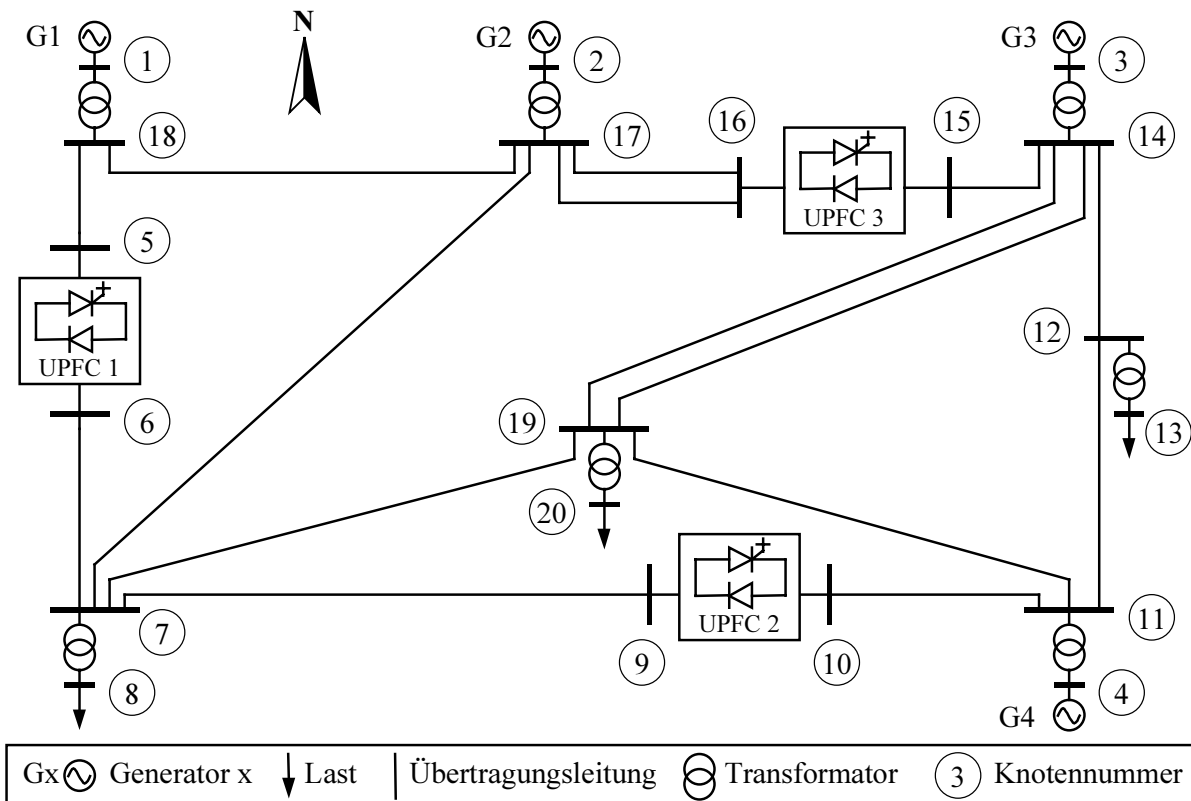 G1
N
G2
G3
1
2
3
18
17
16
15
14
UPFC 3
5
UPFC 1
12
6
19
13
20
UPFC 2
7
11
9
10
8
4
G4
Gx Generator x Last Übertragungsleitung Transformator 3 Knotennummer